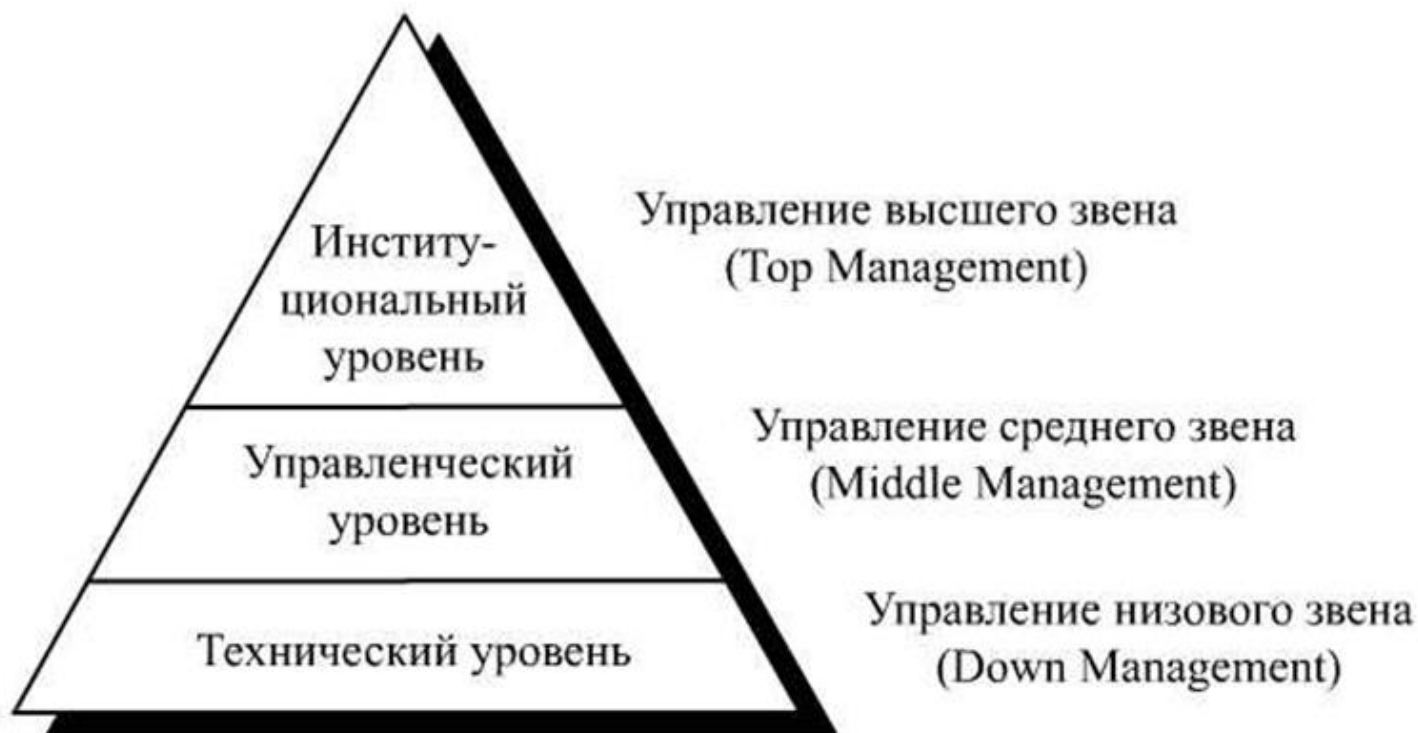 Институ-
циональный
уровень
Управление высшего звена
(Top Management)
Управленческий
уровень
Управление среднего звена
(Middle Management)
Технический уровень
Управление низового звена
(Down Management)